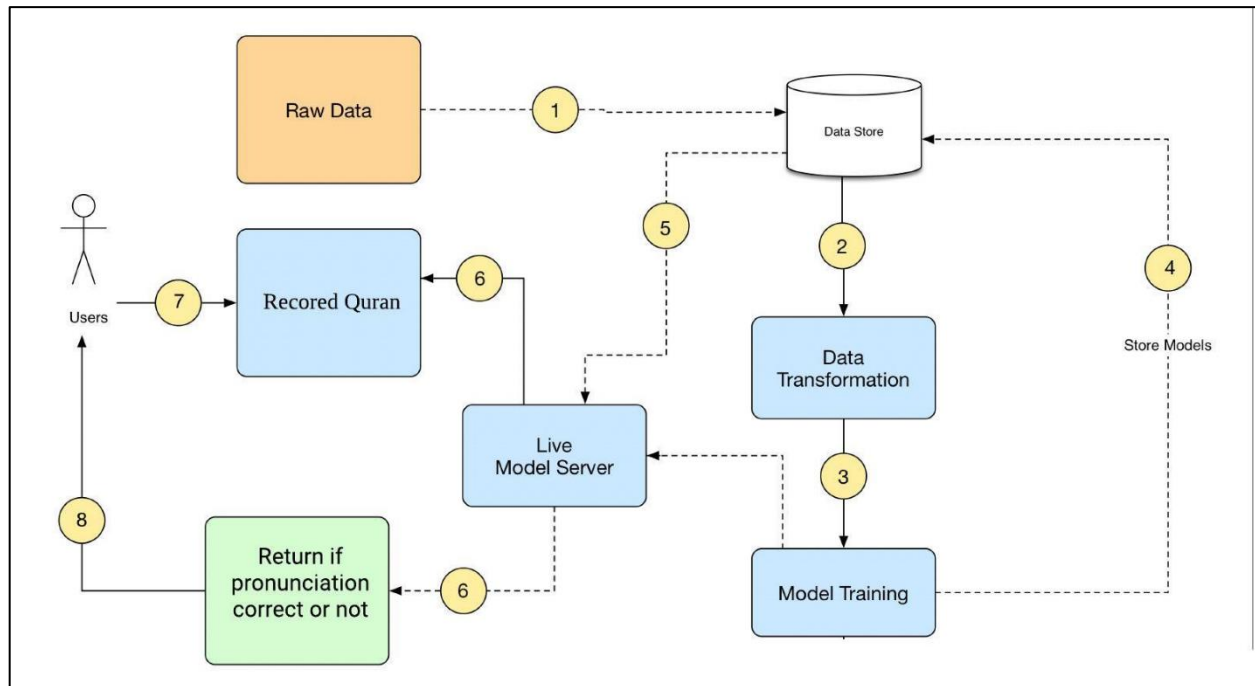 Raw Data
1
Data Store
5
2
Users
7
Recored Quran
6
4
Store Models
Data
Transformation
Live
Model Server
3
8
Return if
pronunciation
correct or not
6
Model Training